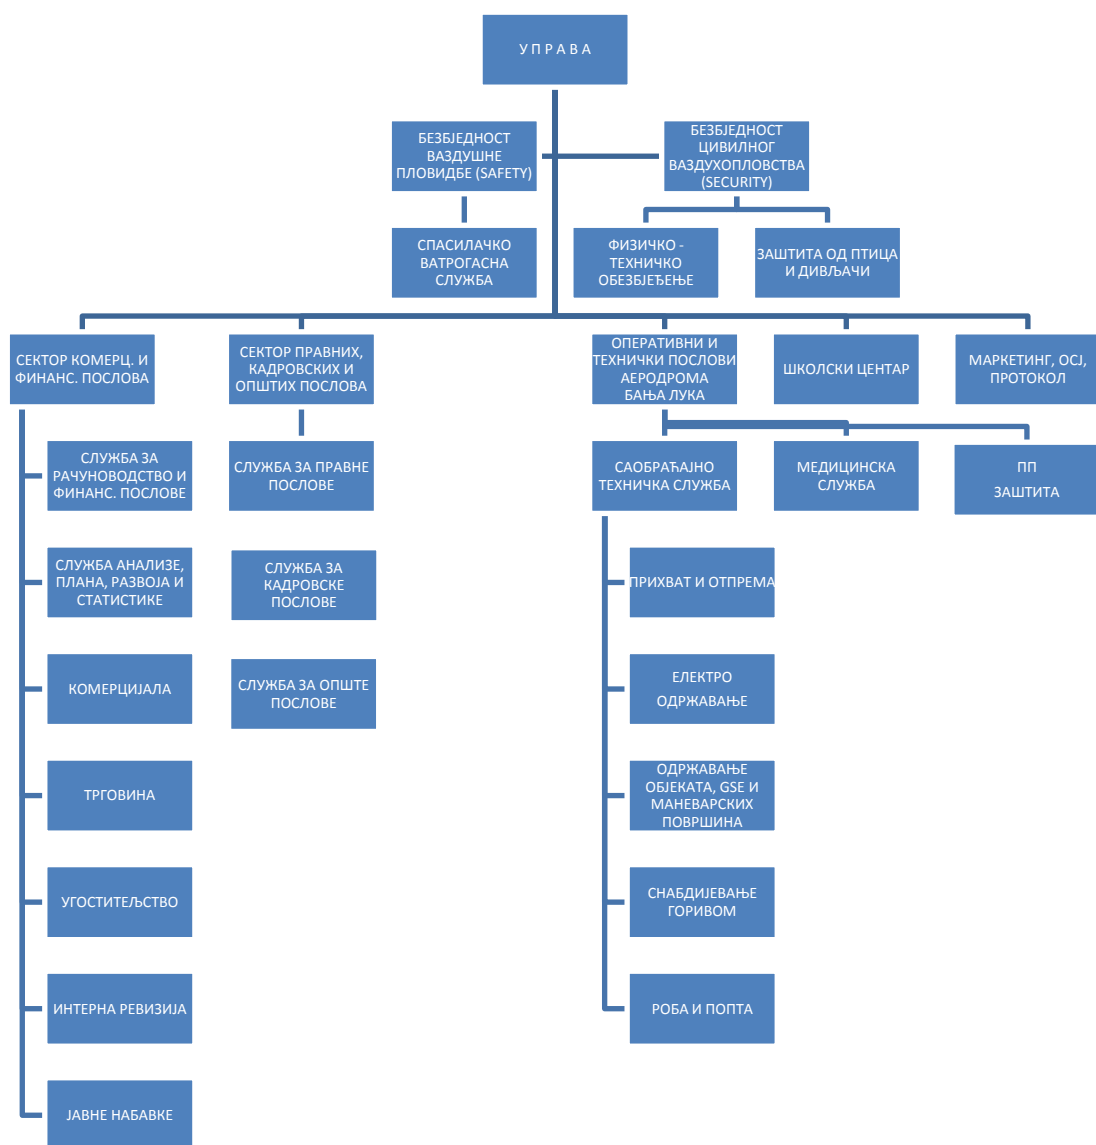 У П Р А В А
БЕЗБЈЕДНОСТ
ВАЗДУШНЕ
ПЛОВИДБЕ (SAFETY)
БЕЗБЈЕДНОСТ
ЦИВИЛНОГ
ВАЗДУХОПЛОВСТВА
(SECURITY)
СПАСИЛАЧКО
ВАТРОГАСНА
СЛУЖБА
ФИЗИЧКО -
ТЕХНИЧКО
ОБЕЗБЈЕЂЕЊЕ
ЗАШТИТА ОД ПТИЦА
И ДИВЉАЧИ
СЕКТОР КОМЕРЦ. И
ФИНАНС. ПОСЛОВА
СЕКТОР ПРАВНИХ,
КАДРОВСКИХ И
ОПШТИХ ПОСЛОВА
ОПЕРАТИВНИ И
ТЕХНИЧКИ ПОСЛОВИ
АЕРОДРОМА
БАЊА ЛУКА
ШКОЛСКИ ЦЕНТАР
МАРКЕТИНГ, ОСЈ,
ПРОТОКОЛ
СЛУЖБА ЗА
РАЧУНОВОДСТВО И
ФИНАНС. ПОСЛОВЕ
СЛУЖБА ЗА ПРАВНЕ
ПОСЛОВЕ
САОБРАЋАЈНО
ТЕХНИЧКА СЛУЖБА
МЕДИЦИНСКА
СЛУЖБА
ПП
ЗАШТИТА
СЛУЖБА АНАЛИЗЕ,
ПЛАНА, РАЗВОЈА И
СТАТИСТИКЕ
СЛУЖБА ЗА
КАДРОВСКЕ
ПОСЛОВЕ
ПРИХВАТ И ОТПРЕМА
КОМЕРЦИЈАЛА
СЛУЖБА ЗА ОПШТЕ
ПОСЛОВЕ
ЕЛЕКТРО
ОДРЖАВАЊЕ
ТРГОВИНА
ОДРЖАВАЊЕ
ОБЈЕКАТА, GSE И
МАНЕВАРСКИХ
ПОВРШИНА
УГОСТИТЕЉСТВО
СНАБДИЈЕВАЊЕ
ГОРИВОМ
ИНТЕРНА РЕВИЗИЈА
РОБА И ПОПТА
ЈАВНЕ НАБАВКЕ